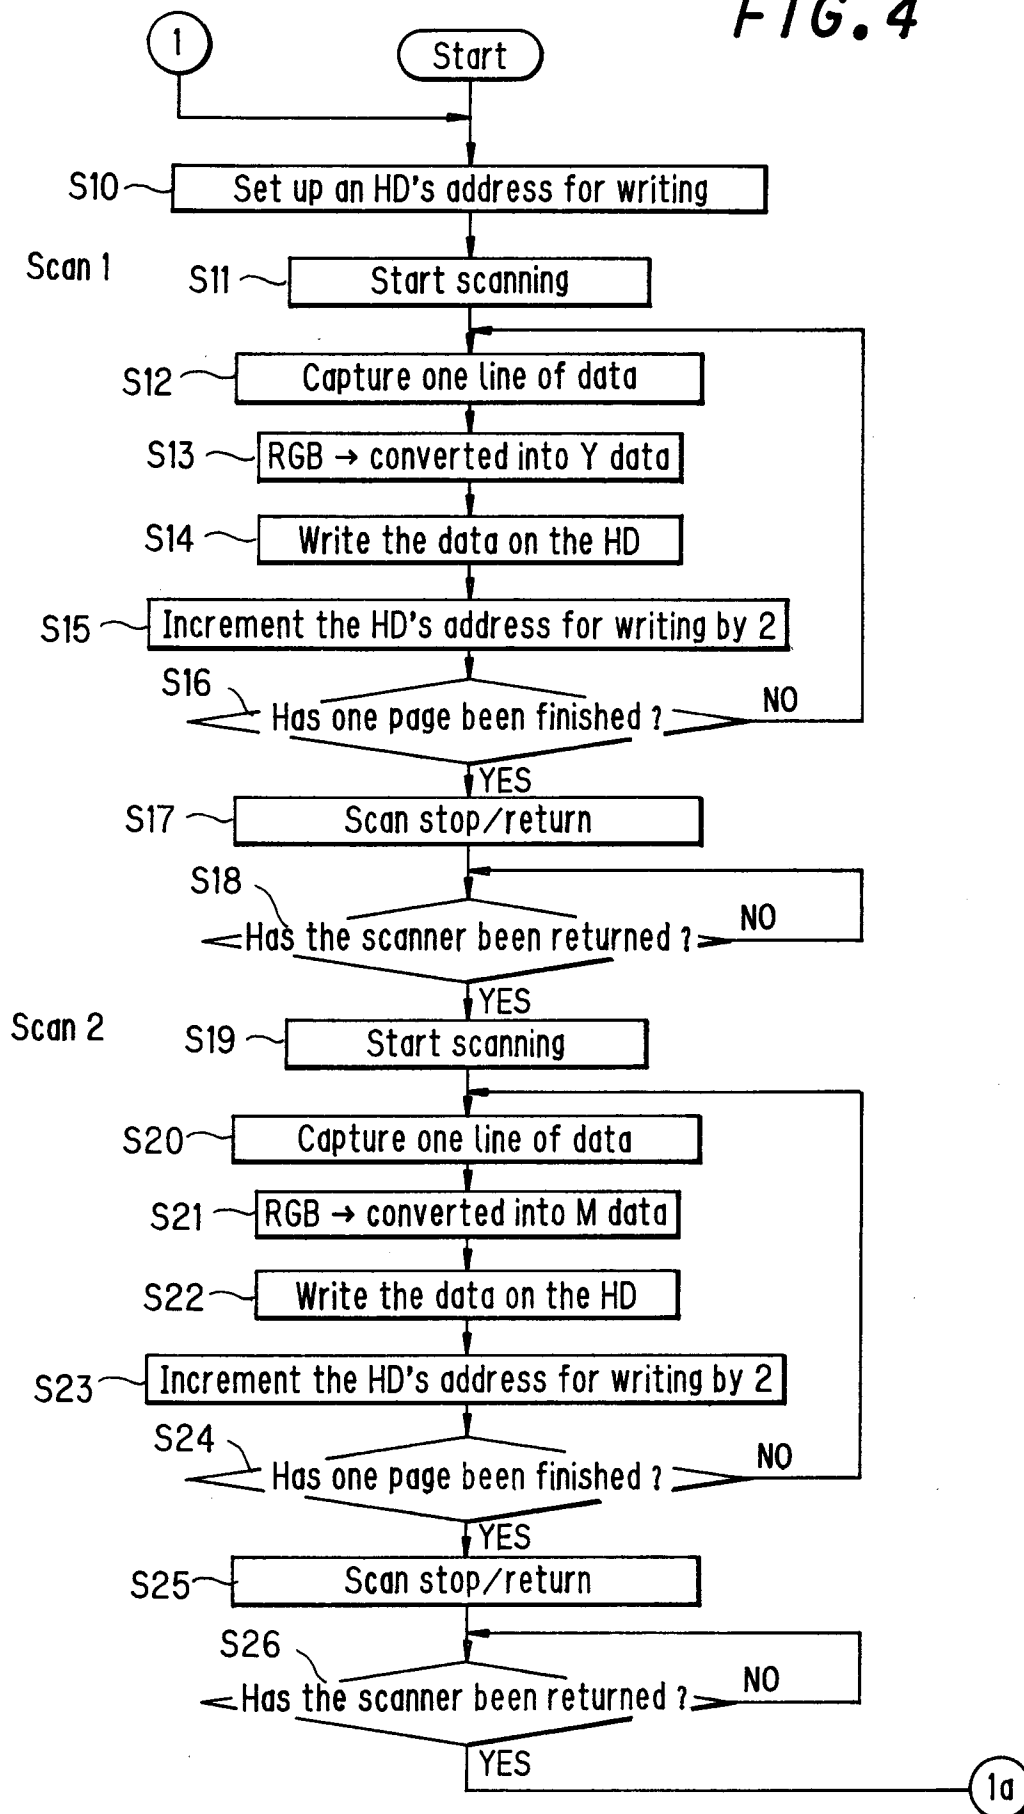 FIG. 4
1
Start
S10 Set up an HD's address for writing
Scan 1
S11 Start scanning
S12 Capture one line of data
S13 RGB → converted into Y data
S14 Write the data on the HD
S15 Increment the HD's address for writing by 2
S16 Has one page been finished ? NO
YES
S17 Scan stop/return
S18 Has the scanner been returned ? NO
YES
Scan 2
S19 Start scanning
S20 Capture one line of data
S21 RGB → converted into M data
S22 Write the data on the HD
S23 Increment the HD's address for writing by 2
S24 Has one page been finished ? NO
YES
S25 Scan stop/return
S26 Has the scanner been returned ? NO
YES
1a